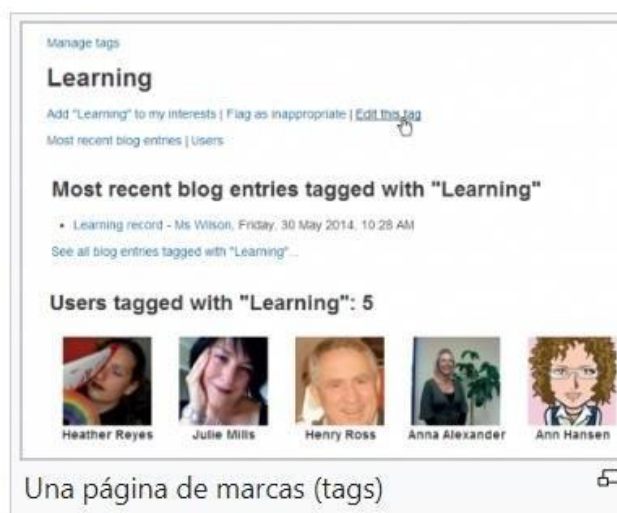 Manage tags
Learning
Add "Learning" to my interests | Flag as inappropriate | Edit this tag
Most recent blog entries | Users
Most recent blog entries tagged with "Learning"
• Learning record - Ms Wilson, Friday, 30 May 2014, 10:28 AM
See all blog entries tagged with "Learning"...
Users tagged with "Learning": 5
Heather Reyes Julie Mills Henry Ross Anna Alexander Ann Hansen
Una página de marcas (tags)